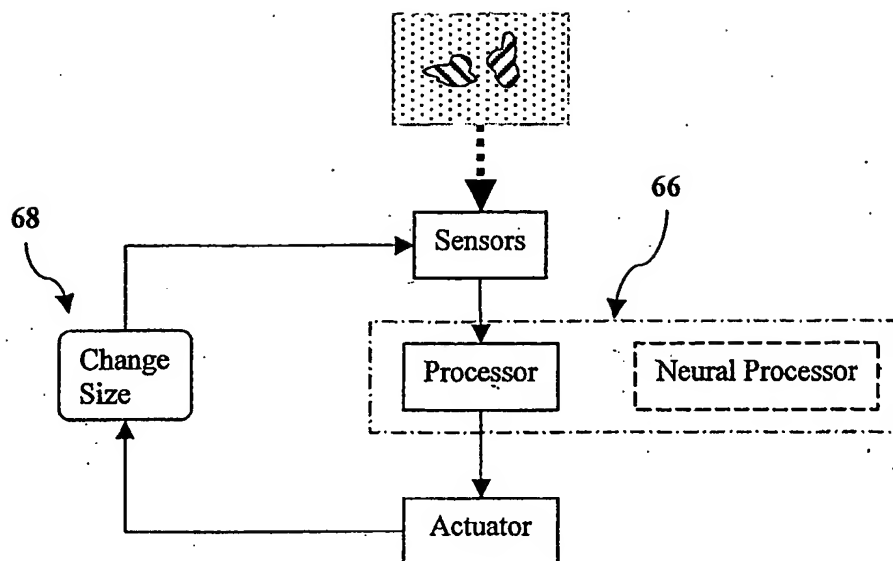 66
68
Sensors
Change
Size
Processor
Neural Processor
Actuator